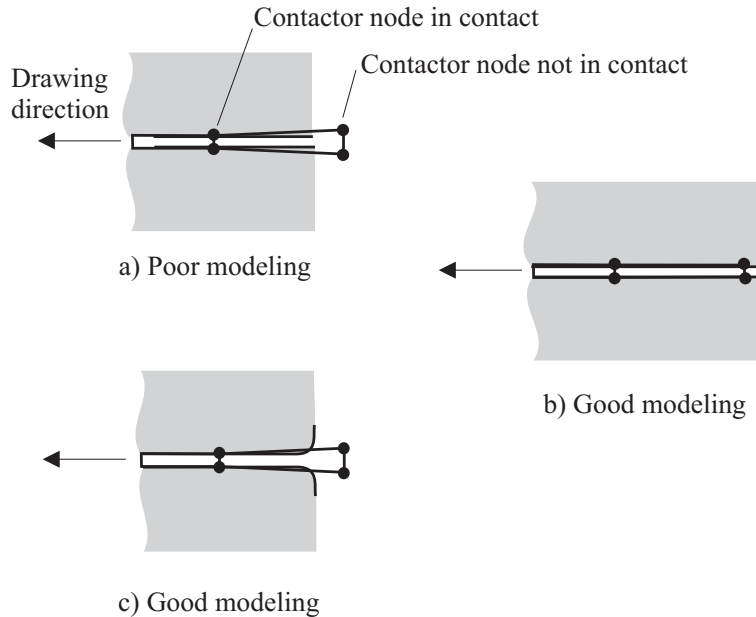 Contactor node in contact
Contactor node not in contact
Drawing
direction
a) Poor modeling
b) Good modeling
c) Good modeling